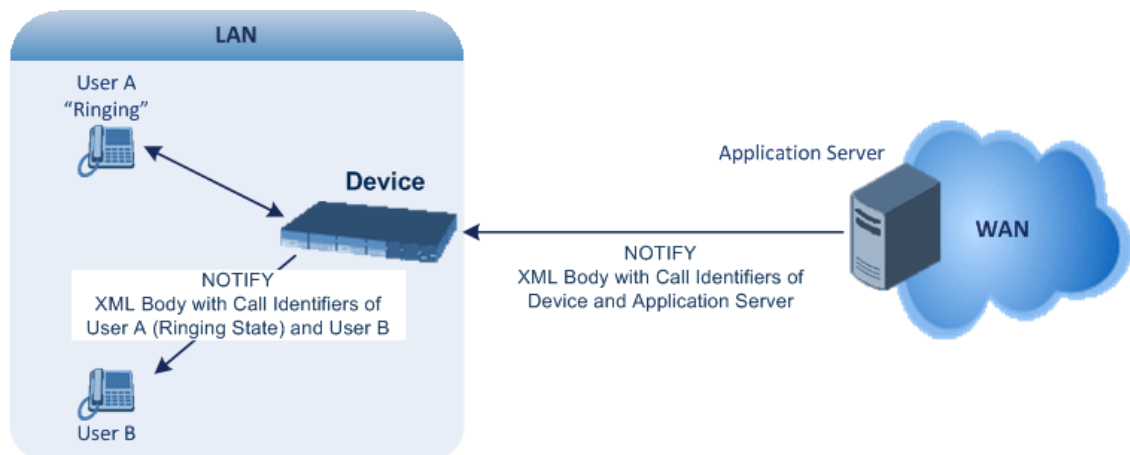 LAN
User A
“Ringing”
Device
Application Server
WAN
NOTIFY
XML Body with Call Identifiers of
Device and Application Server
NOTIFY
XML Body with Call Identifiers of
User A (Ringing State) and User B
User B